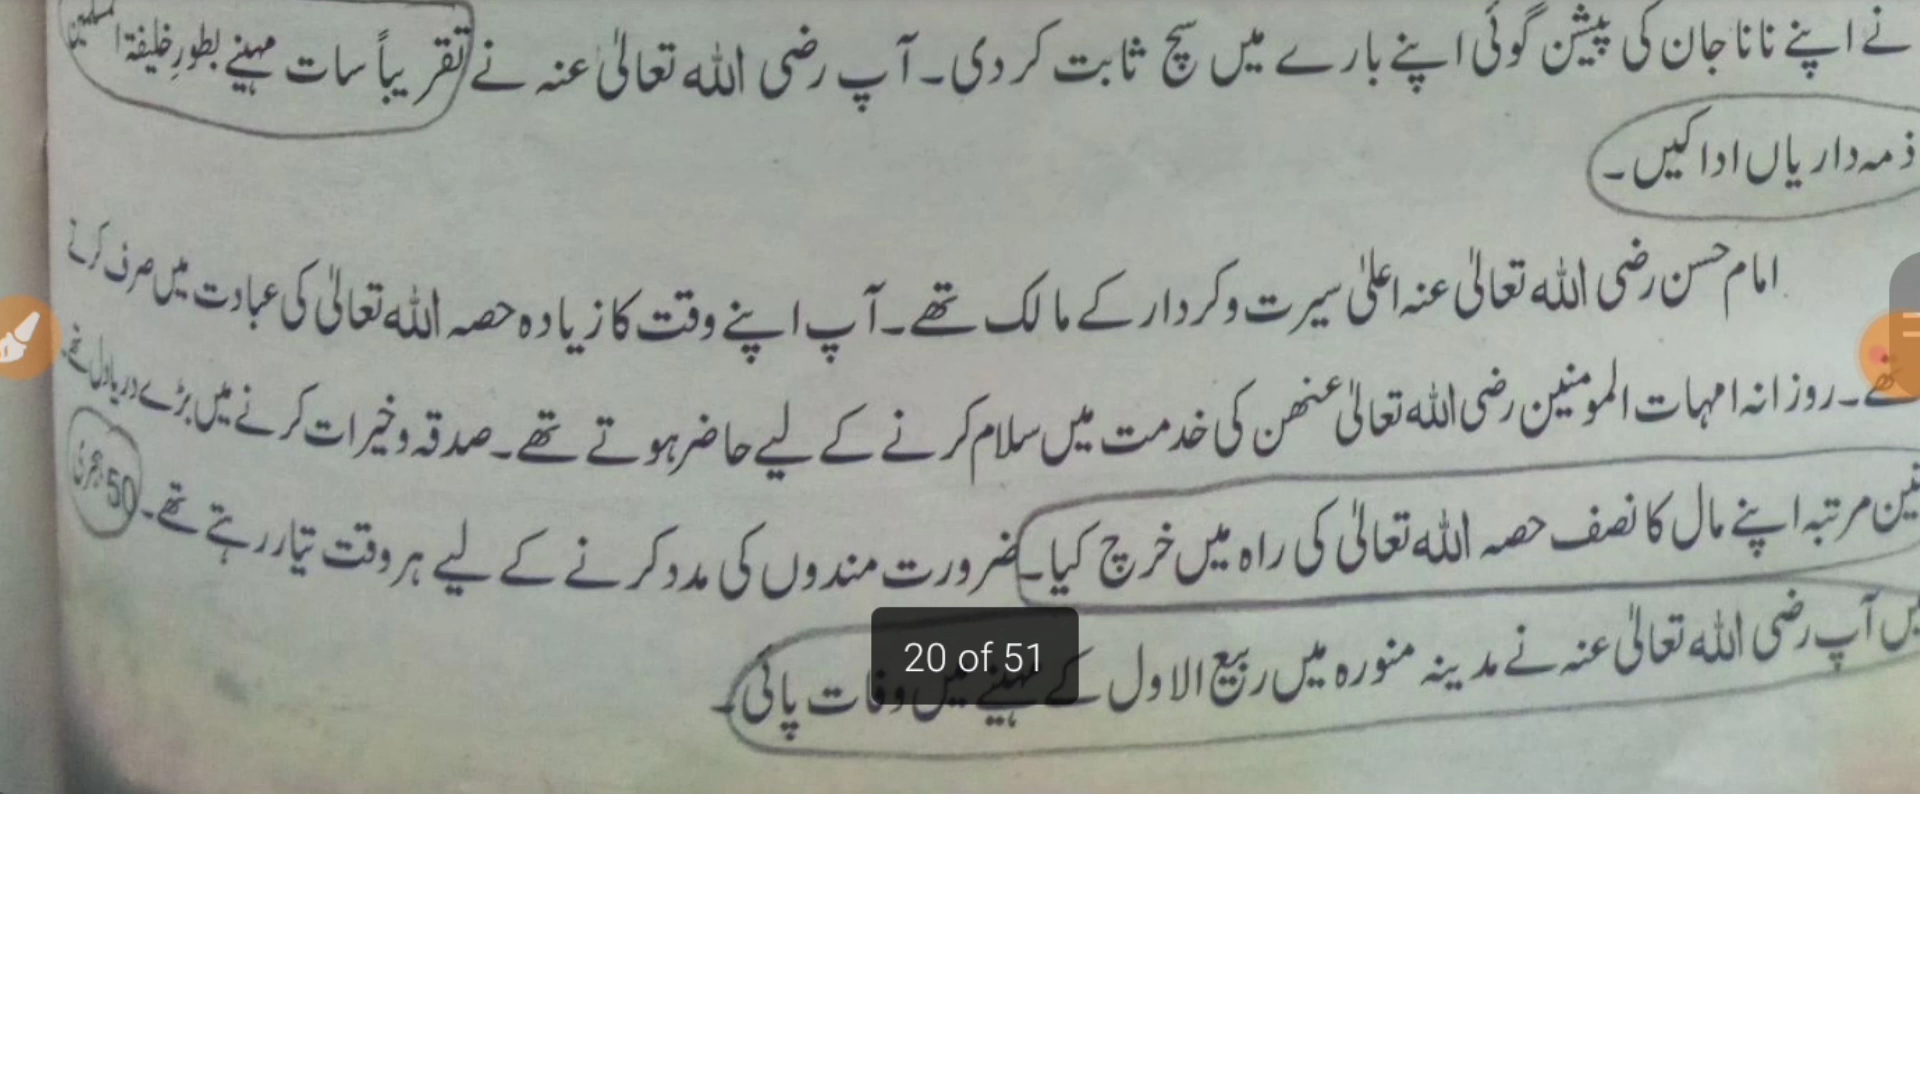 نے اپنے نانا جان کی پیشن گوئی اپنے بارے میں سچ ثابت کر دی۔ آپ رضی اللہ تعالیٰ عنہ نے تقریباً سات مہینے بطورِ خلیفۃ المسلمین
ذمہ داریاں ادا کیں۔
امام حسن رضی اللہ تعالیٰ عنہ اعلیٰ سیرت و کردار کے مالک تھے۔ آپ اپنے وقت کا زیادہ حصہ اللہ تعالیٰ کی عبادت میں صرف کرتے
تھے۔ روزانہ امہات المومنین رضی اللہ تعالیٰ عنھن کی خدمت میں سلام کرنے کے لیے حاضر ہوتے تھے۔ صدقہ و خیرات کرنے میں بڑے دریا دل تھے۔
تین مرتبہ اپنے مال کا نصف حصہ اللہ تعالیٰ کی راہ میں خرچ کیا۔ ضرورت مندوں کی مدد کرنے کے لیے ہر وقت تیار رہتے تھے۔ 50 ہجری
میں آپ رضی اللہ تعالیٰ عنہ نے مدینہ منورہ میں ربیع الاول کے مہینے میں وفات پائی۔
20 of 51